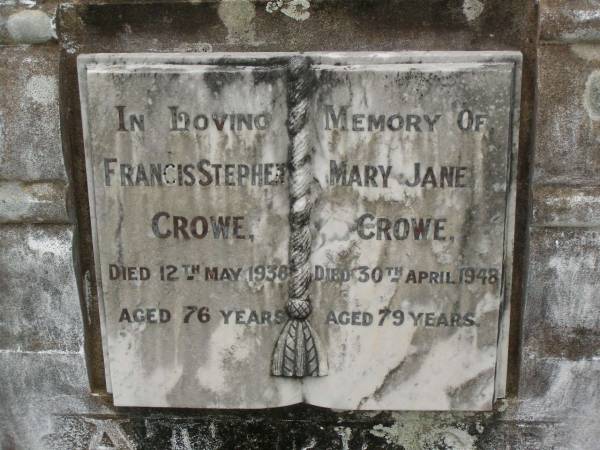 In Loving
Francis Stephen
Crowe,
Died 12th May 1938
Aged 76 Years
Memory Of
Mary Jane
Crowe,
Died 30th April 1948
Aged 79 Years.